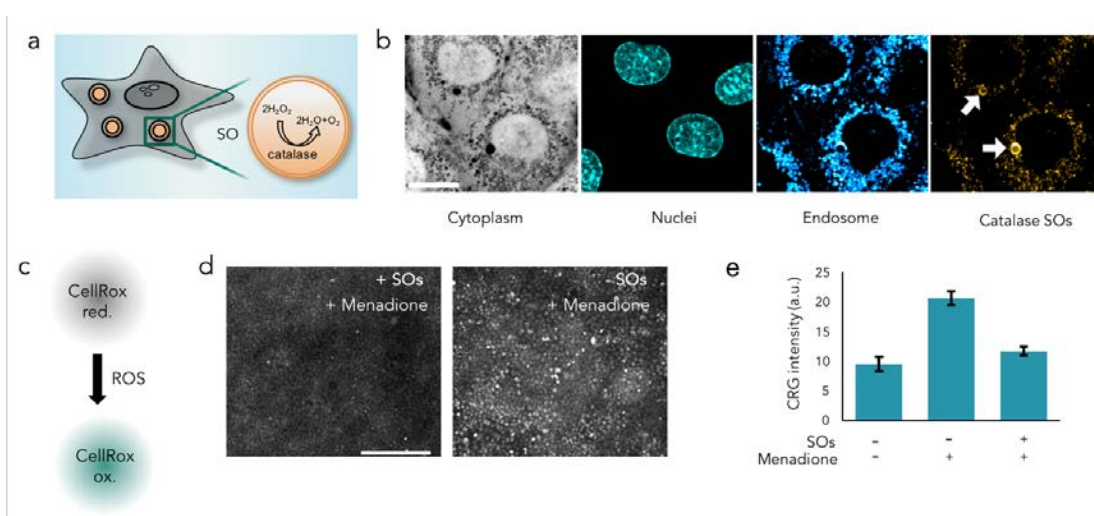 a
SO
2H₂O₂
2H₂O+O₂
catalase
b
Cytoplasm
Nuclei
Endosome
Catalase SOs
c
CellRox
red.
ROS
CellRox
ox.
d
+ SOs
+ Menadione
- SOs
+ Menadione
e
CRG intensity (a.u.)
25
20
15
10
5
0
SOs - - +
Menadione - + +